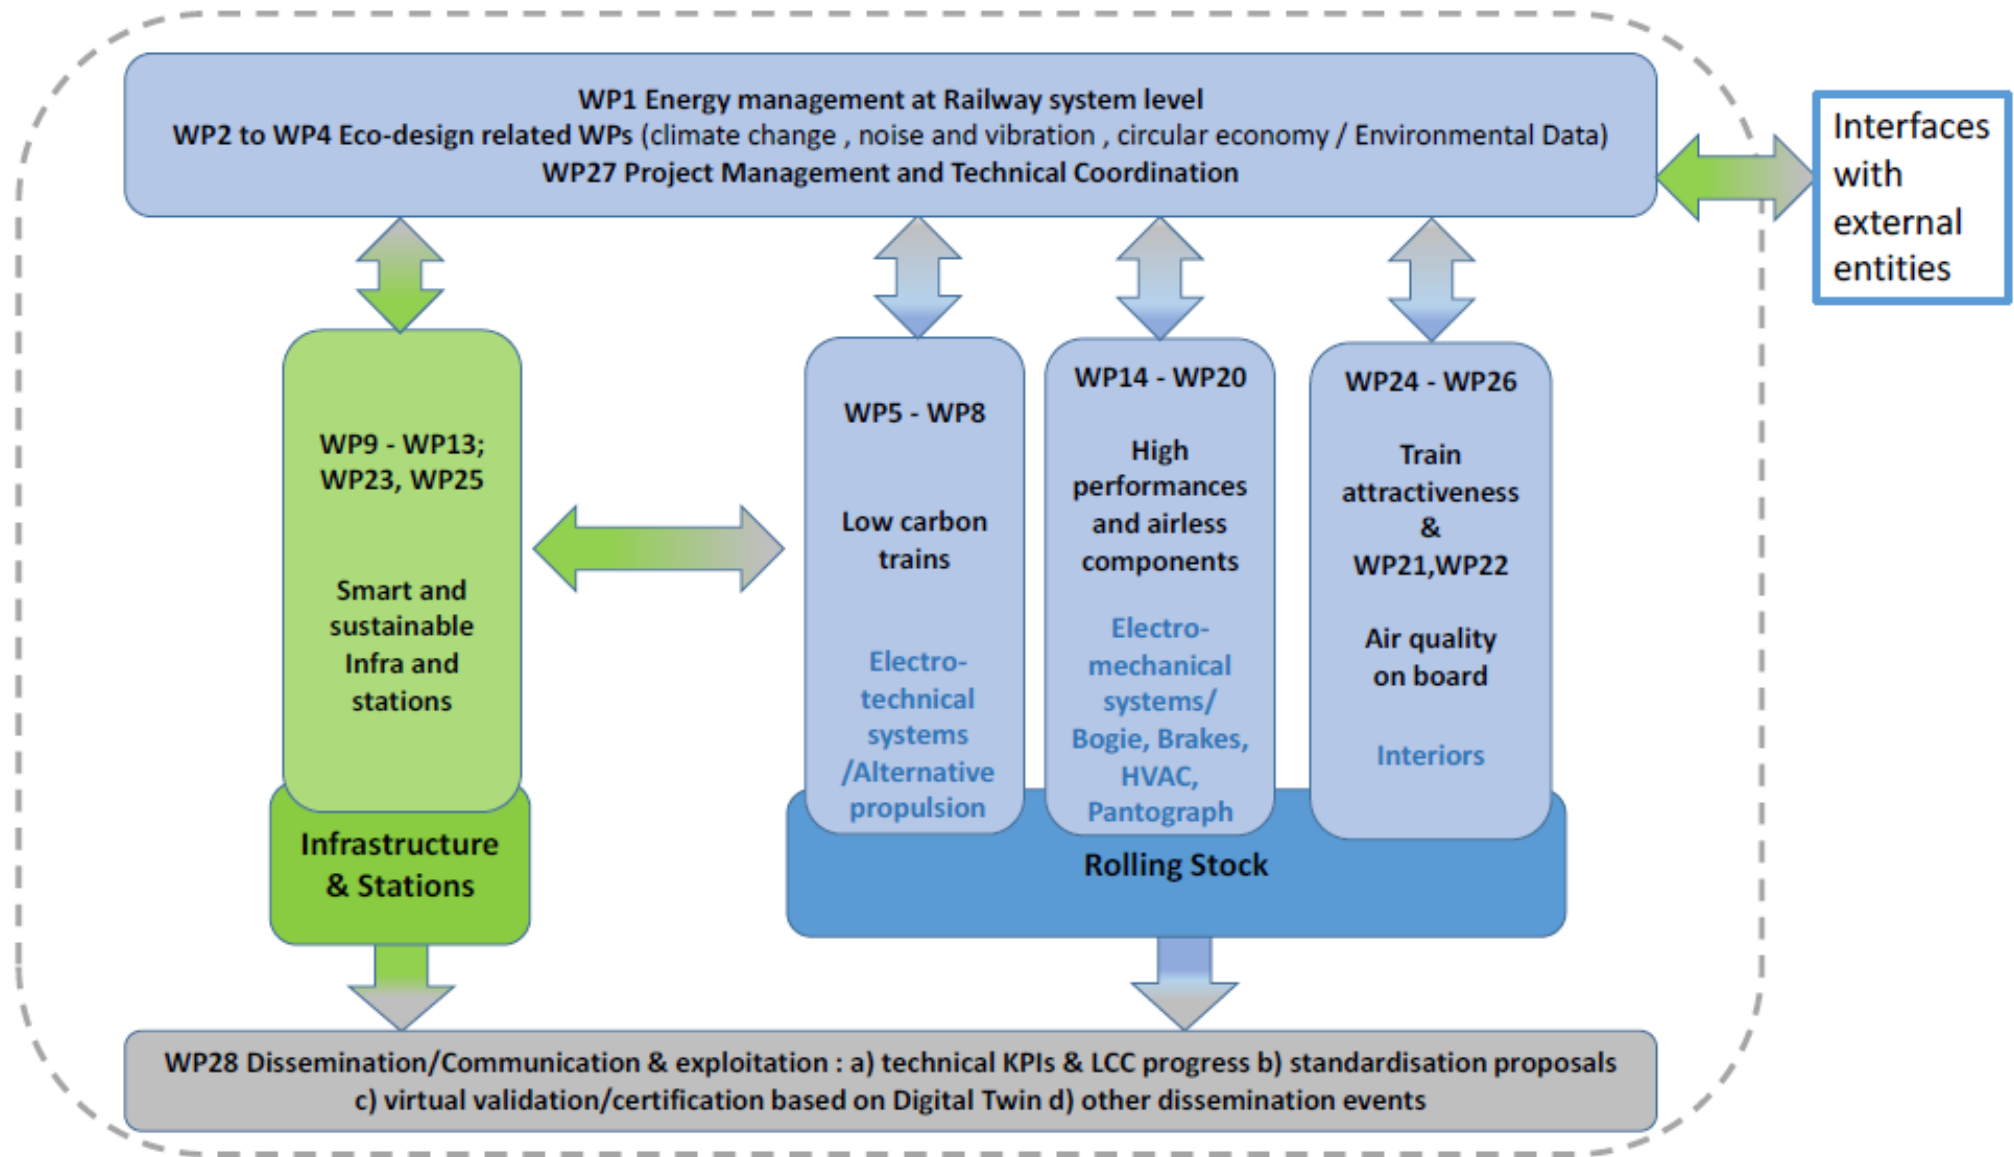 WP1 Energy management at Railway system level
WP2 to WP4 Eco-design related WPs (climate change , noise and vibration , circular economy / Environmental Data)
WP27 Project Management and Technical Coordination
Interfaces
with
external
entities
WP9 - WP13;
WP23, WP25
Smart and
sustainable
Infra and
stations
Infrastructure
& Stations
WP5 - WP8
Low carbon
trains
Electro-
technical
systems
/Alternative
propulsion
WP14 - WP20
High
performances
and airless
components
Electro-
mechanical
systems/
Bogie, Brakes,
HVAC,
Pantograph
WP24 - WP26
Train
attractiveness
&
WP21,WP22
Air quality
on board
Interiors
Rolling Stock
WP28 Dissemination/Communication & exploitation : a) technical KPIs & LCC progress b) standardisation proposals
c) virtual validation/certification based on Digital Twin d) other dissemination events